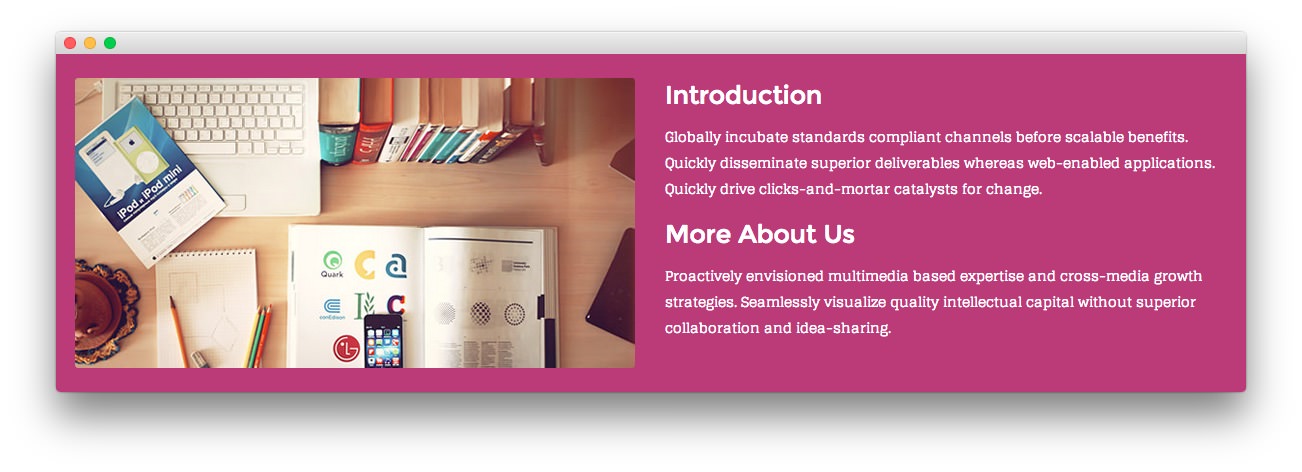 Introduction
Globally incubate standards compliant channels before scalable benefits.
Quickly disseminate superior deliverables whereas web-enabled applications.
Quickly drive clicks-and-mortar catalysts for change.
More About Us
Proactively envisioned multimedia based expertise and cross-media growth
strategies. Seamlessly visualize quality intellectual capital without superior
collaboration and idea-sharing.
iPod & iPod mini
Quark
conEdison
LG